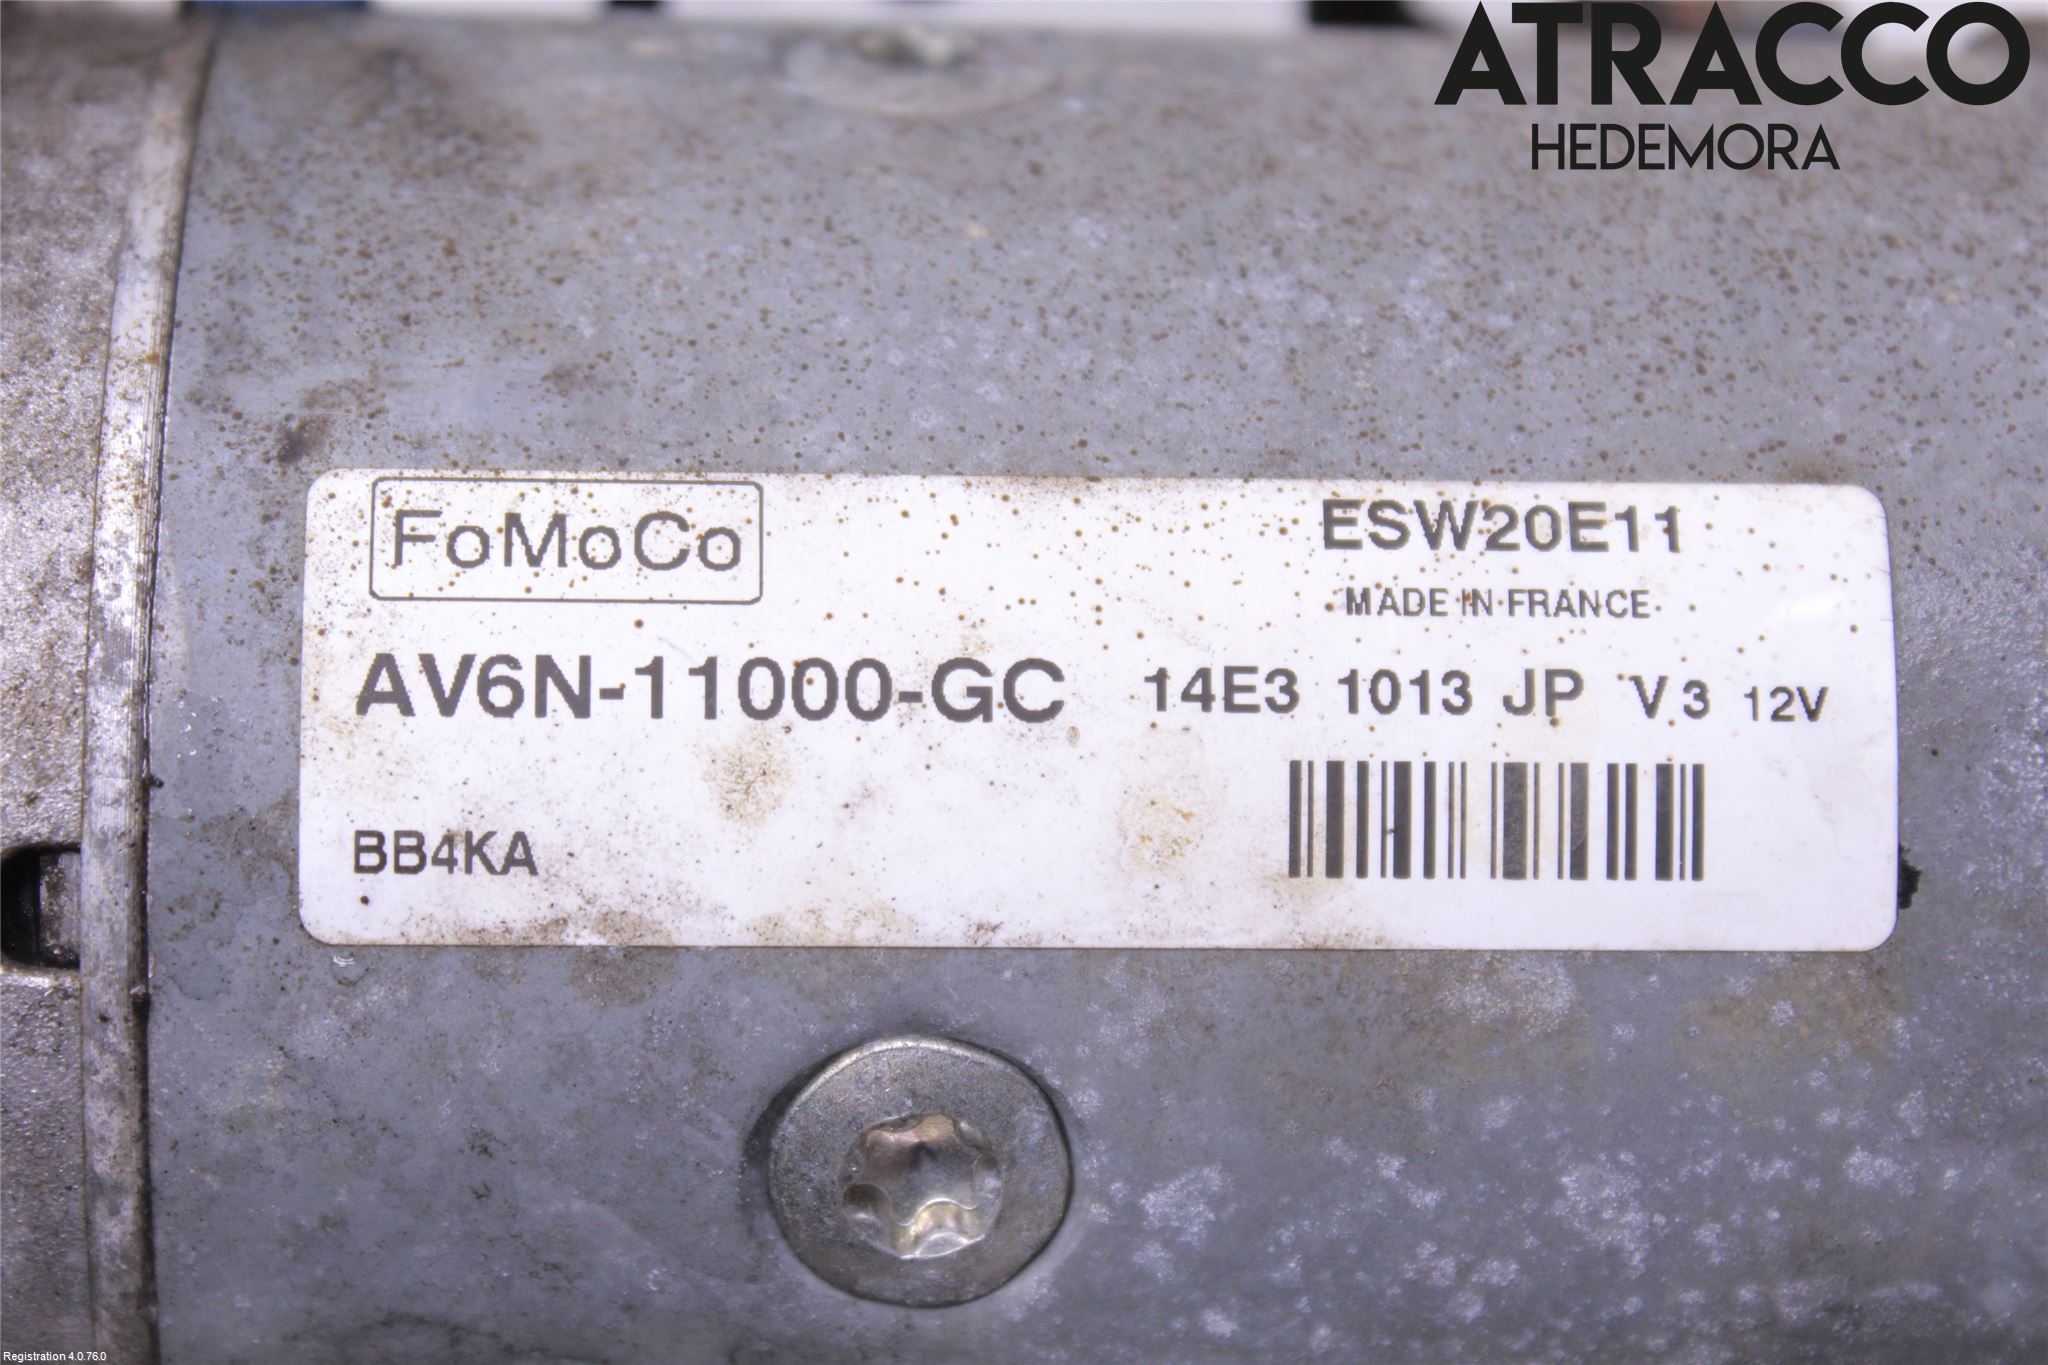 ATRACCO
HEDEMORA
FoMoCo
ESW20E11
MADE IN FRANCE
AV6N-11000-GC 14E3 1013 JP V3 12V
BB4KA
Registration 4.0.76.0